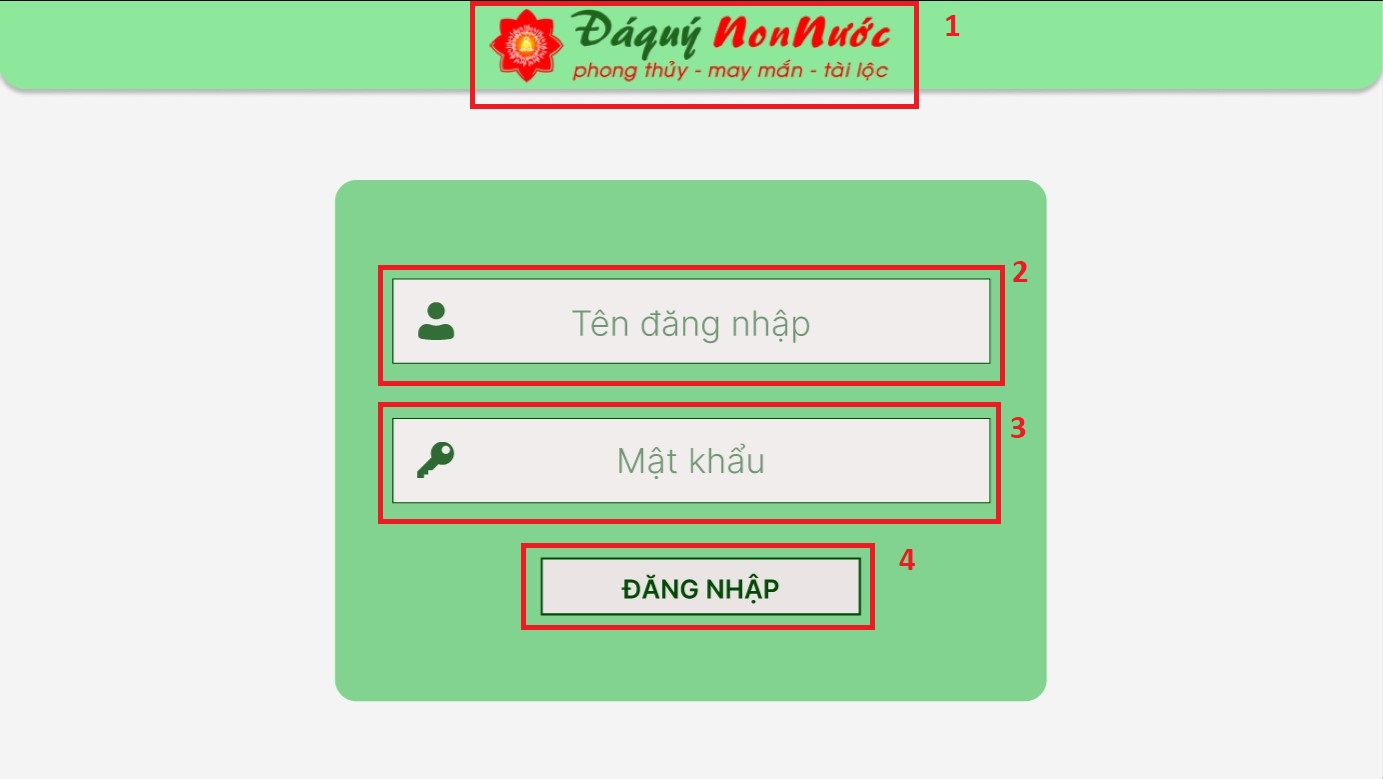 Đáquý NonNước
phong thủy - may mắn - tài lộc
1
Tên đăng nhập
2
Mật khẩu
3
ĐĂNG NHẬP
4